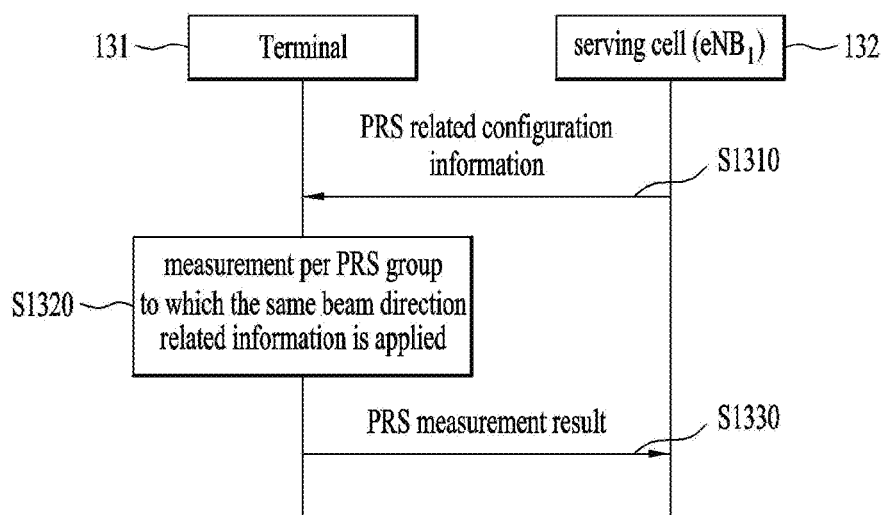 131
Terminal
serving cell (eNB1)
132
PRS related configuration
information
S1310
measurement per PRS group
to which the same beam direction
related information is applied
S1320
PRS measurement result
S1330